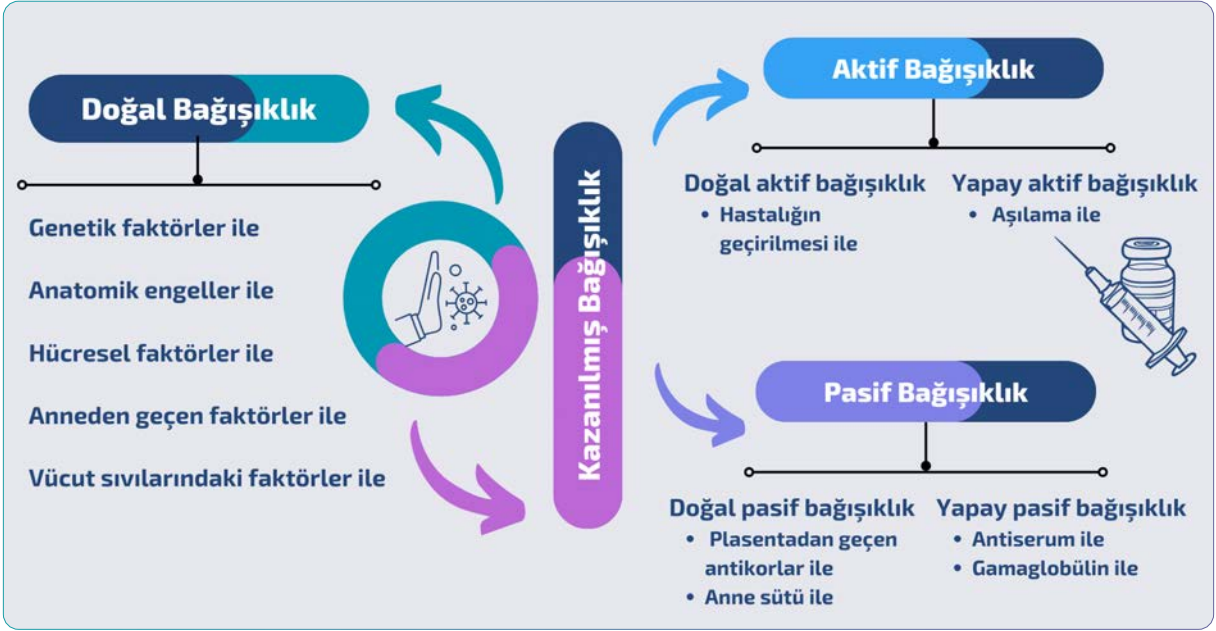 Doğal Bağışıklık
Genetik faktörler ile
Anatomik engeller ile
Hücresel faktörler ile
Anneden geçen faktörler ile
Vücut sıvılarındaki faktörler ile
Kazanılmış Bağışıklık
Aktif Bağışıklık
Doğal aktif bağışıklık
• Hastalığın
geçirilmesi ile
Yapay aktif bağışıklık
• Aşılama ile
Pasif Bağışıklık
Doğal pasif bağışıklık
• Plasentadan geçen
antikorlar ile
• Anne sütü ile
Yapay pasif bağışıklık
• Antiserum ile
• Gamaglobülin ile